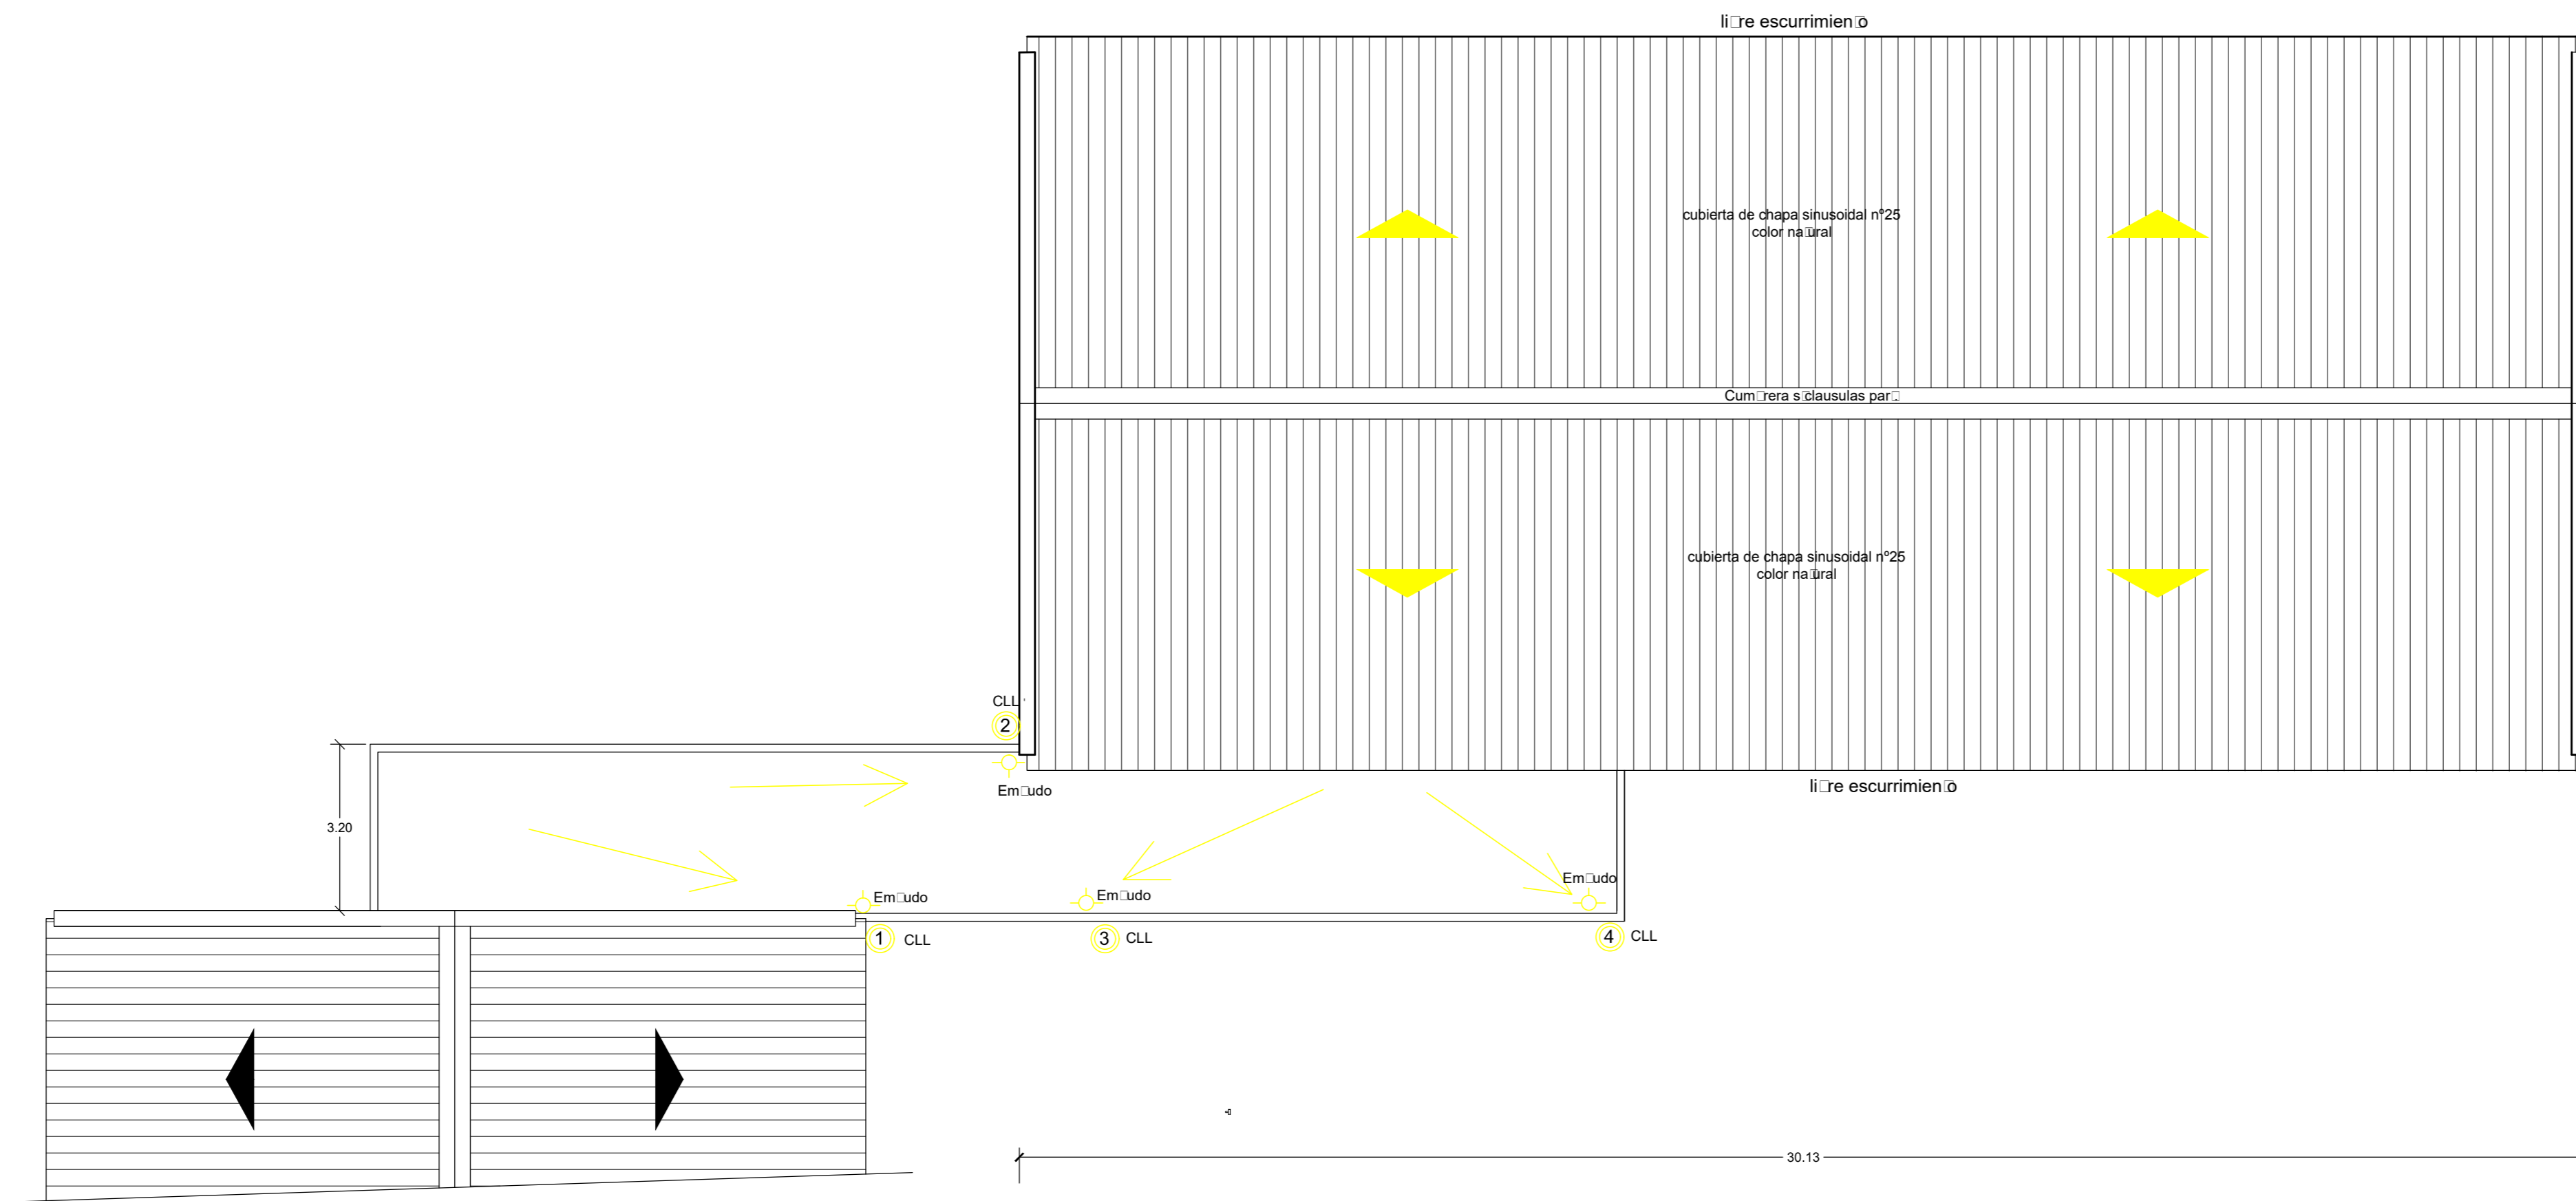 li□re escurrimien□o
cubierta de chapa sinusoidal nº25
color na□ural
Cum□rera s□clausulas par□
cubierta de chapa sinusoidal nº25
color na□ural
CLL
2
Em□udo
li□re escurrimien□o
3.20
Em□udo
Em□udo
Em□udo
1 CLL
3 CLL
4 CLL
30.13